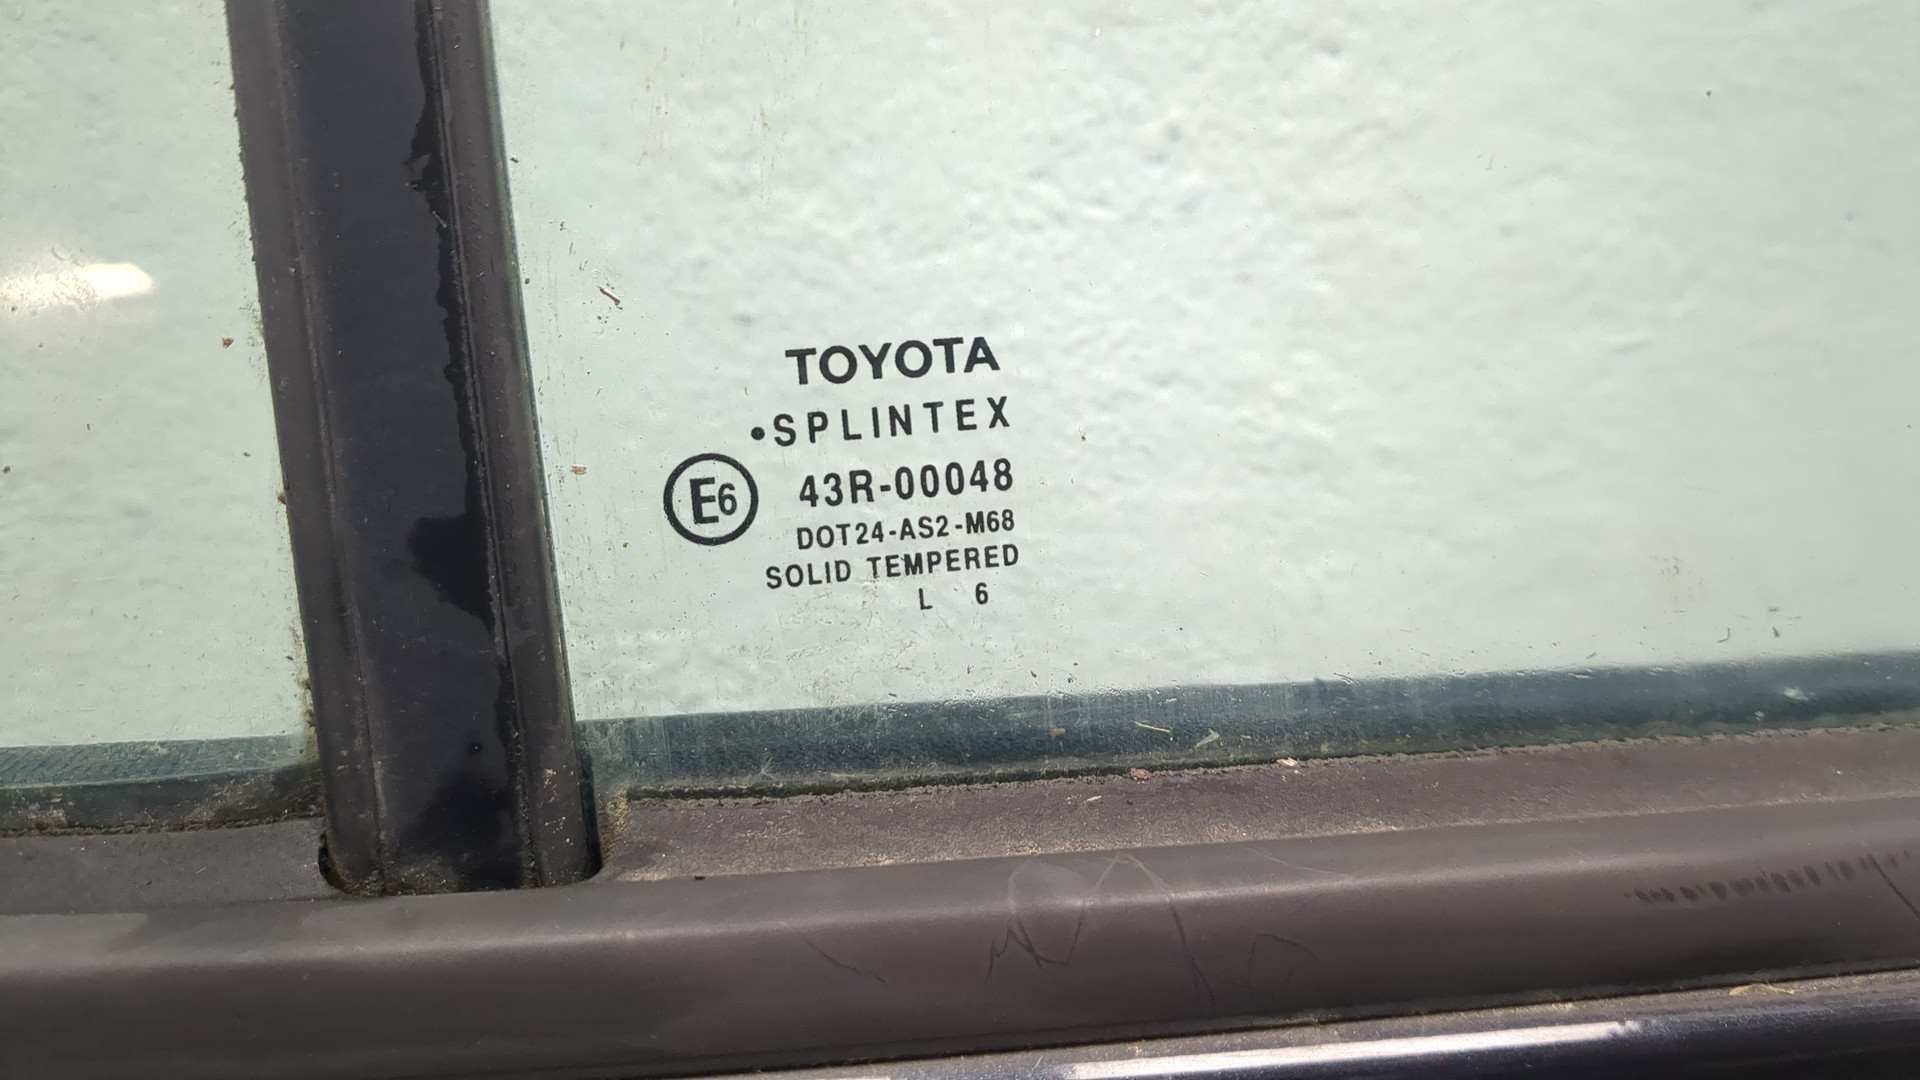 TOYOTA
•SPLINTEX
E6 43R-00048
DOT24-AS2-M68
SOLID TEMPERED
L 6